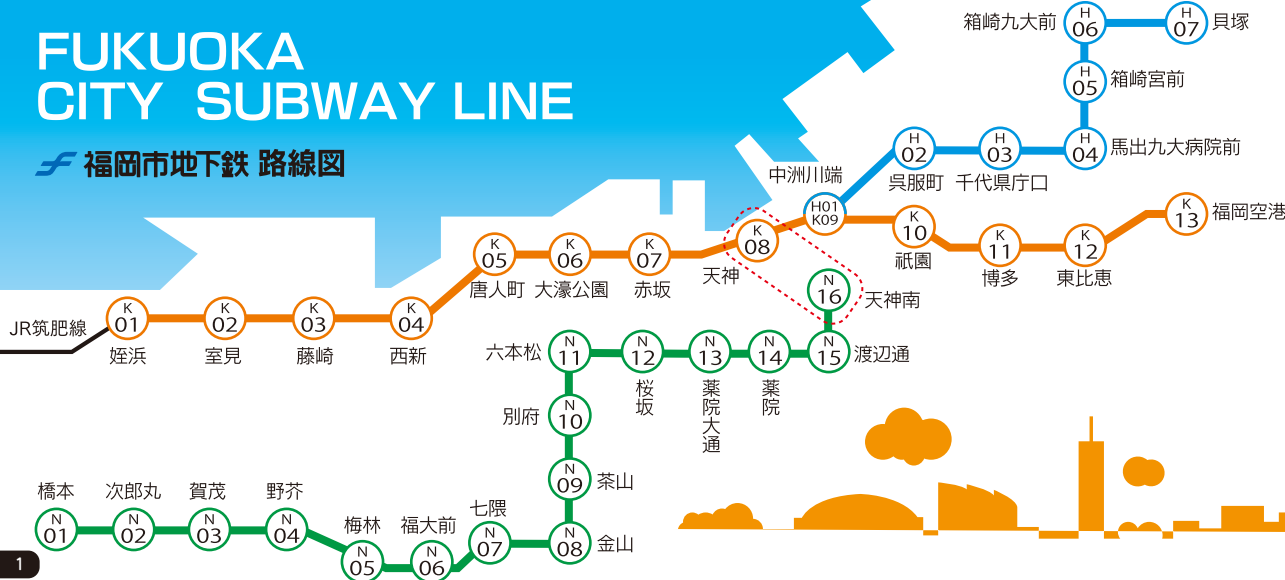 FUKUOKA
CITY SUBWAY LINE
福岡市地下鉄 路線図
箱崎九大前
H
06
H
07
貝塚
H
05
箱崎宮前
H
02
呉服町
H
03
千代県庁口
H
04
馬出九大病院前
中洲川端
H01
K09
K
08
天神
K
10
祇園
K
11
博多
K
12
東比恵
K
13
福岡空港
K
05
唐人町
K
06
大濠公園
K
07
赤坂
JR筑肥線
K
01
姪浜
K
02
室見
K
03
藤崎
K
04
西新
N
16
天神南
六本松
N
11
N
12
桜坂
N
13
薬院大通
N
14
薬院
N
15
渡辺通
別府
N
10
N
09
茶山
橋本
N
01
次郎丸
N
02
賀茂
N
03
野芥
N
04
梅林
N
05
福大前
N
06
七隈
N
07
N
08
金山
1